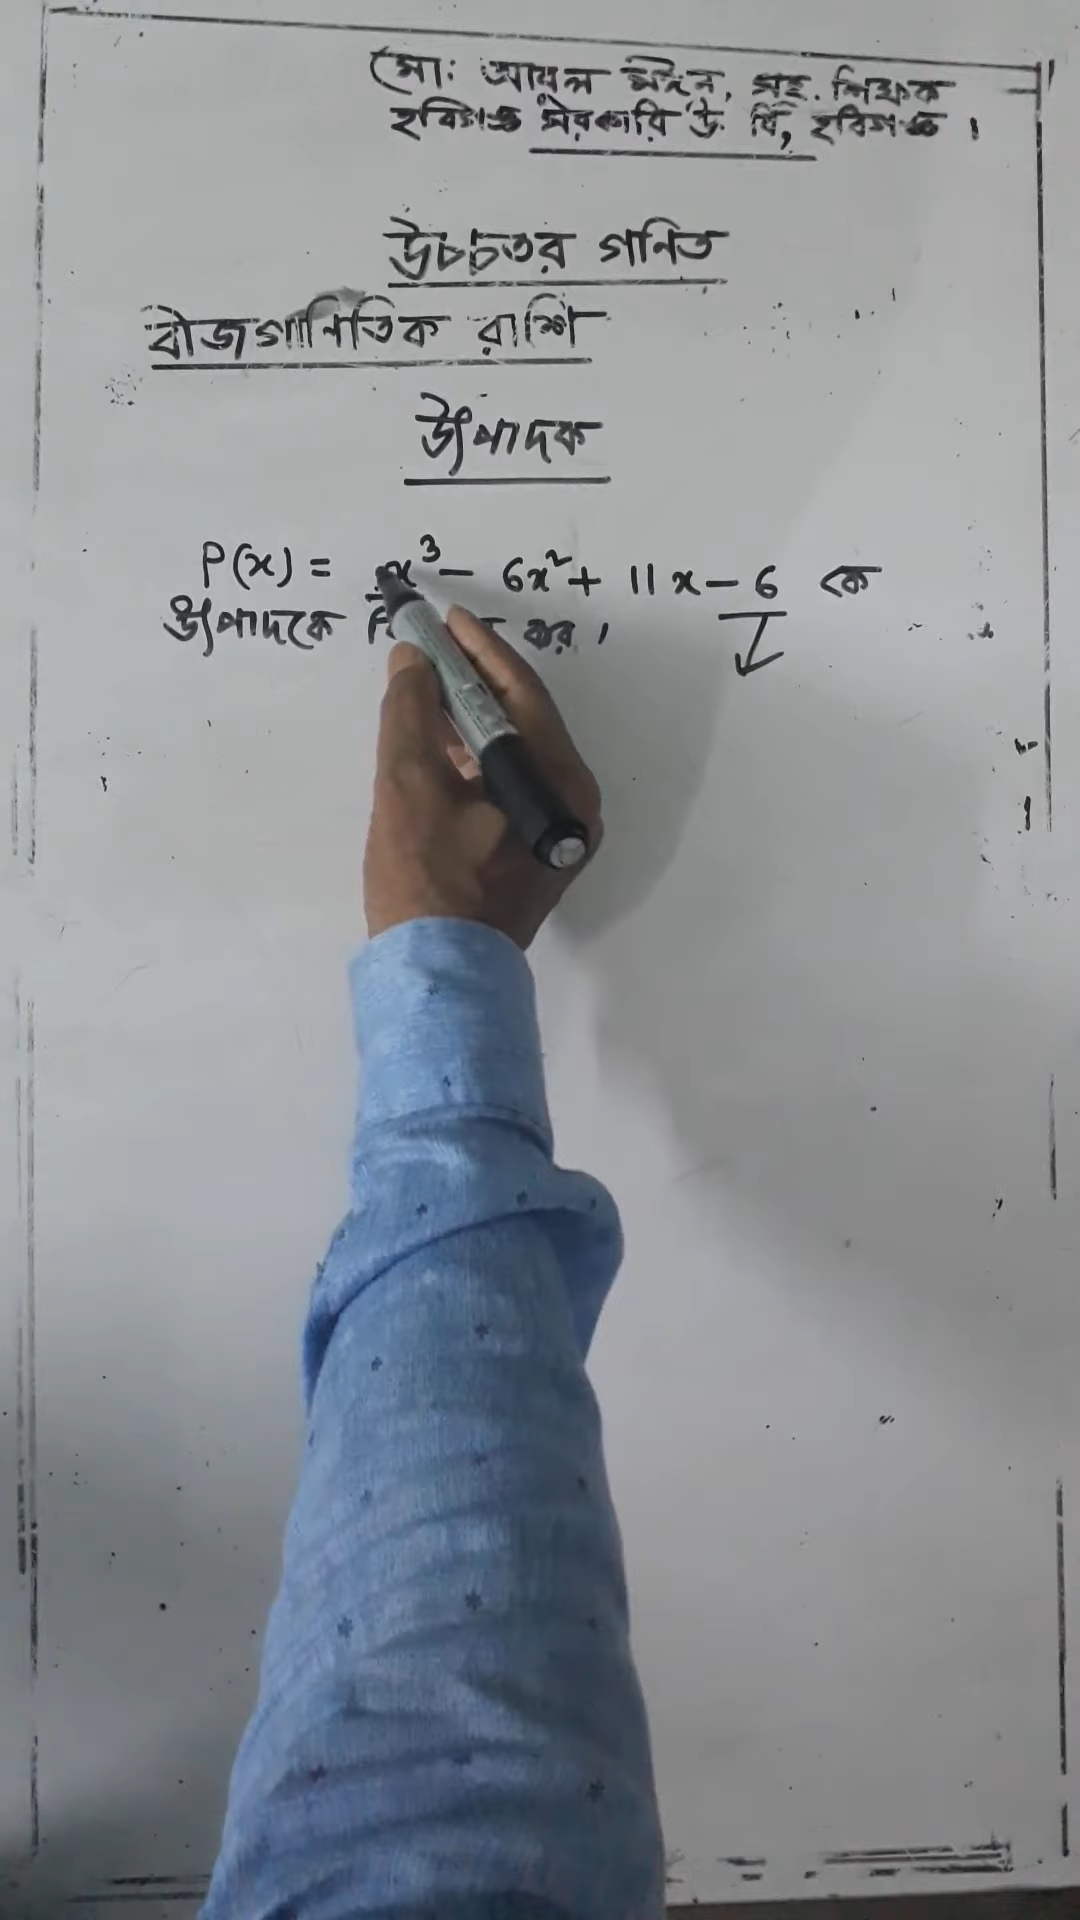 মো: আবুল মঈন, সহ. শিক্ষক
হবিগঞ্জ সরকারি উ. বি, হবিগঞ্জ।
উচ্চতর গনিত
বীজগানিতিক রাশি
উৎপাদক
P(x) = x³ - 6x² + 11x - 6 কে
উৎপাদকে কর।